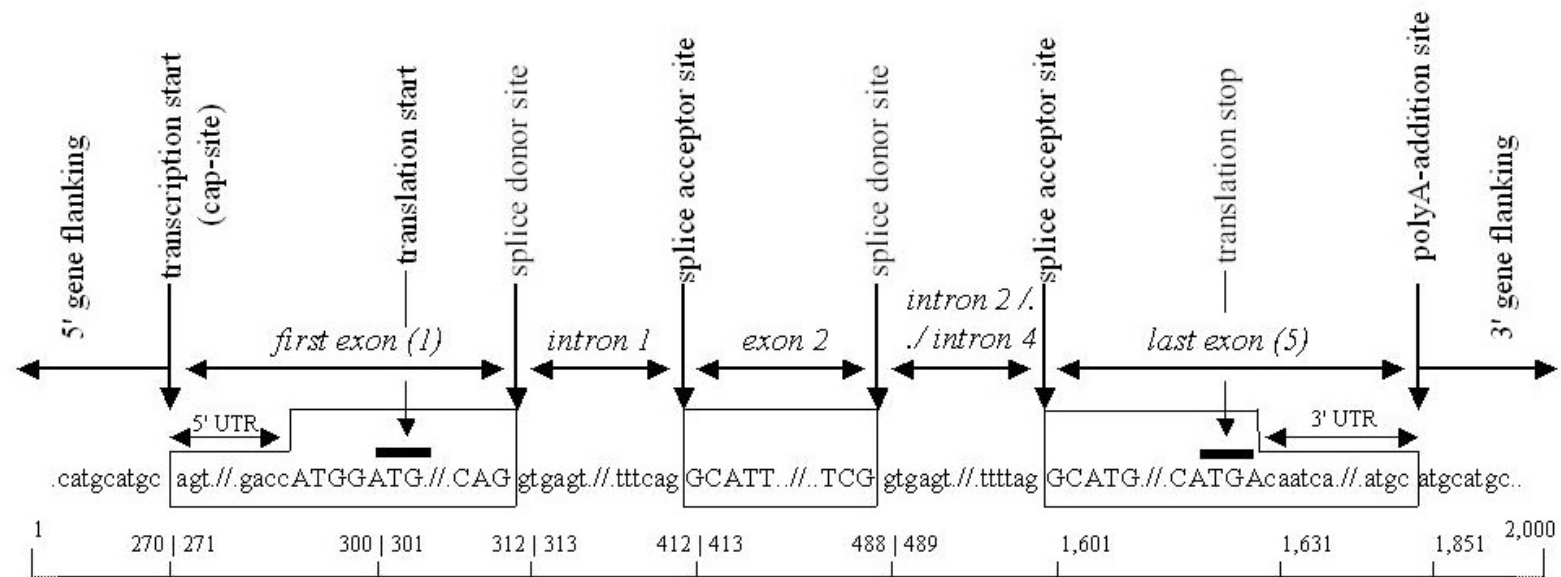 5' gene flanking
transcription start
(cap-site)
translation start
splice donor site
splice acceptor site
splice donor site
splice acceptor site
translation stop
polyA-addition site
3' gene flanking
first exon (1)
intron 1
exon 2
intron 2 /.
./ intron 4
last exon (5)
5' UTR
3' UTR
.catgcatgc agt.//.gaccATGGATG.//.CAG gtgagt.//.tttcag GCATT..//..TCG gtgagt.//.ttttag GCATG.//.CATGAcaatca.//.atgc atgcatgc..
1 270 | 271 300 | 301 312 | 313 412 | 413 488 | 489 1,601 1,631 1,851 2,000